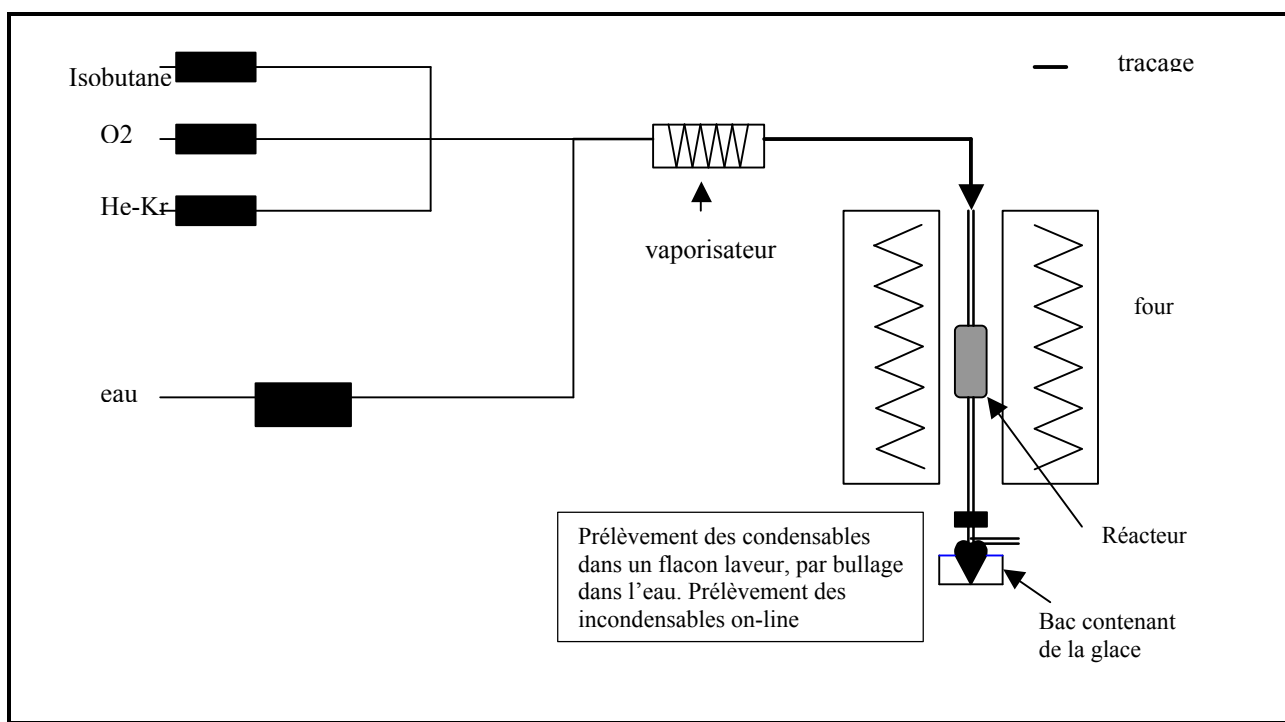 Isobutane
tracage
O2
He-Kr
vaporisateur
four
eau
Prélèvement des condensables
dans un flacon laveur, par bullage
dans l'eau. Prélèvement des
incondensables on-line
Réacteur
Bac contenant
de la glace